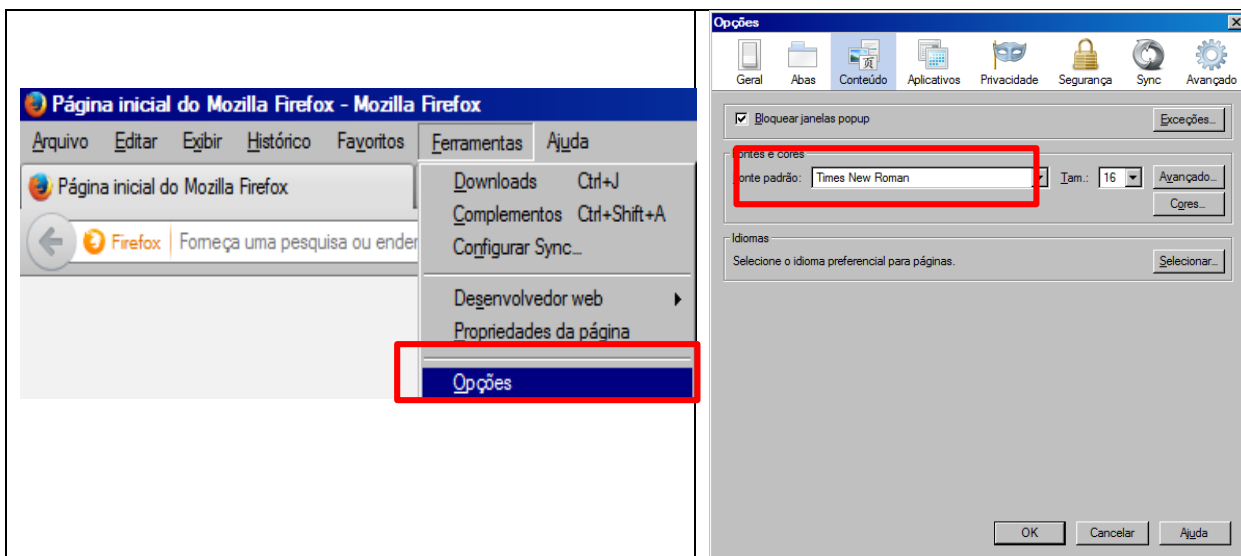 Página inicial do Mozilla Firefox - Mozilla Firefox
Arquivo Editar Exibir Histórico Favoritos Ferramentas Ajuda
Página inicial do Mozilla Firefox
Firefox Forneça uma pesquisa ou ender
Downloads Ctrl+J
Complementos Ctrl+Shift+A
Configurar Sync...
Desenvolvedor web
Propriedades da página
Opções
Opções
Geral Abas Conteúdo Aplicativos Privacidade Segurança Sync Avançado
Bloquear janelas popup Exceções...
Fontes e cores
Fonte padrão: Times New Roman Tam.: 16 Avançado...
Cores...
Idiomas
Selecione o idioma preferencial para páginas. Selecionar...
OK Cancelar Ajuda